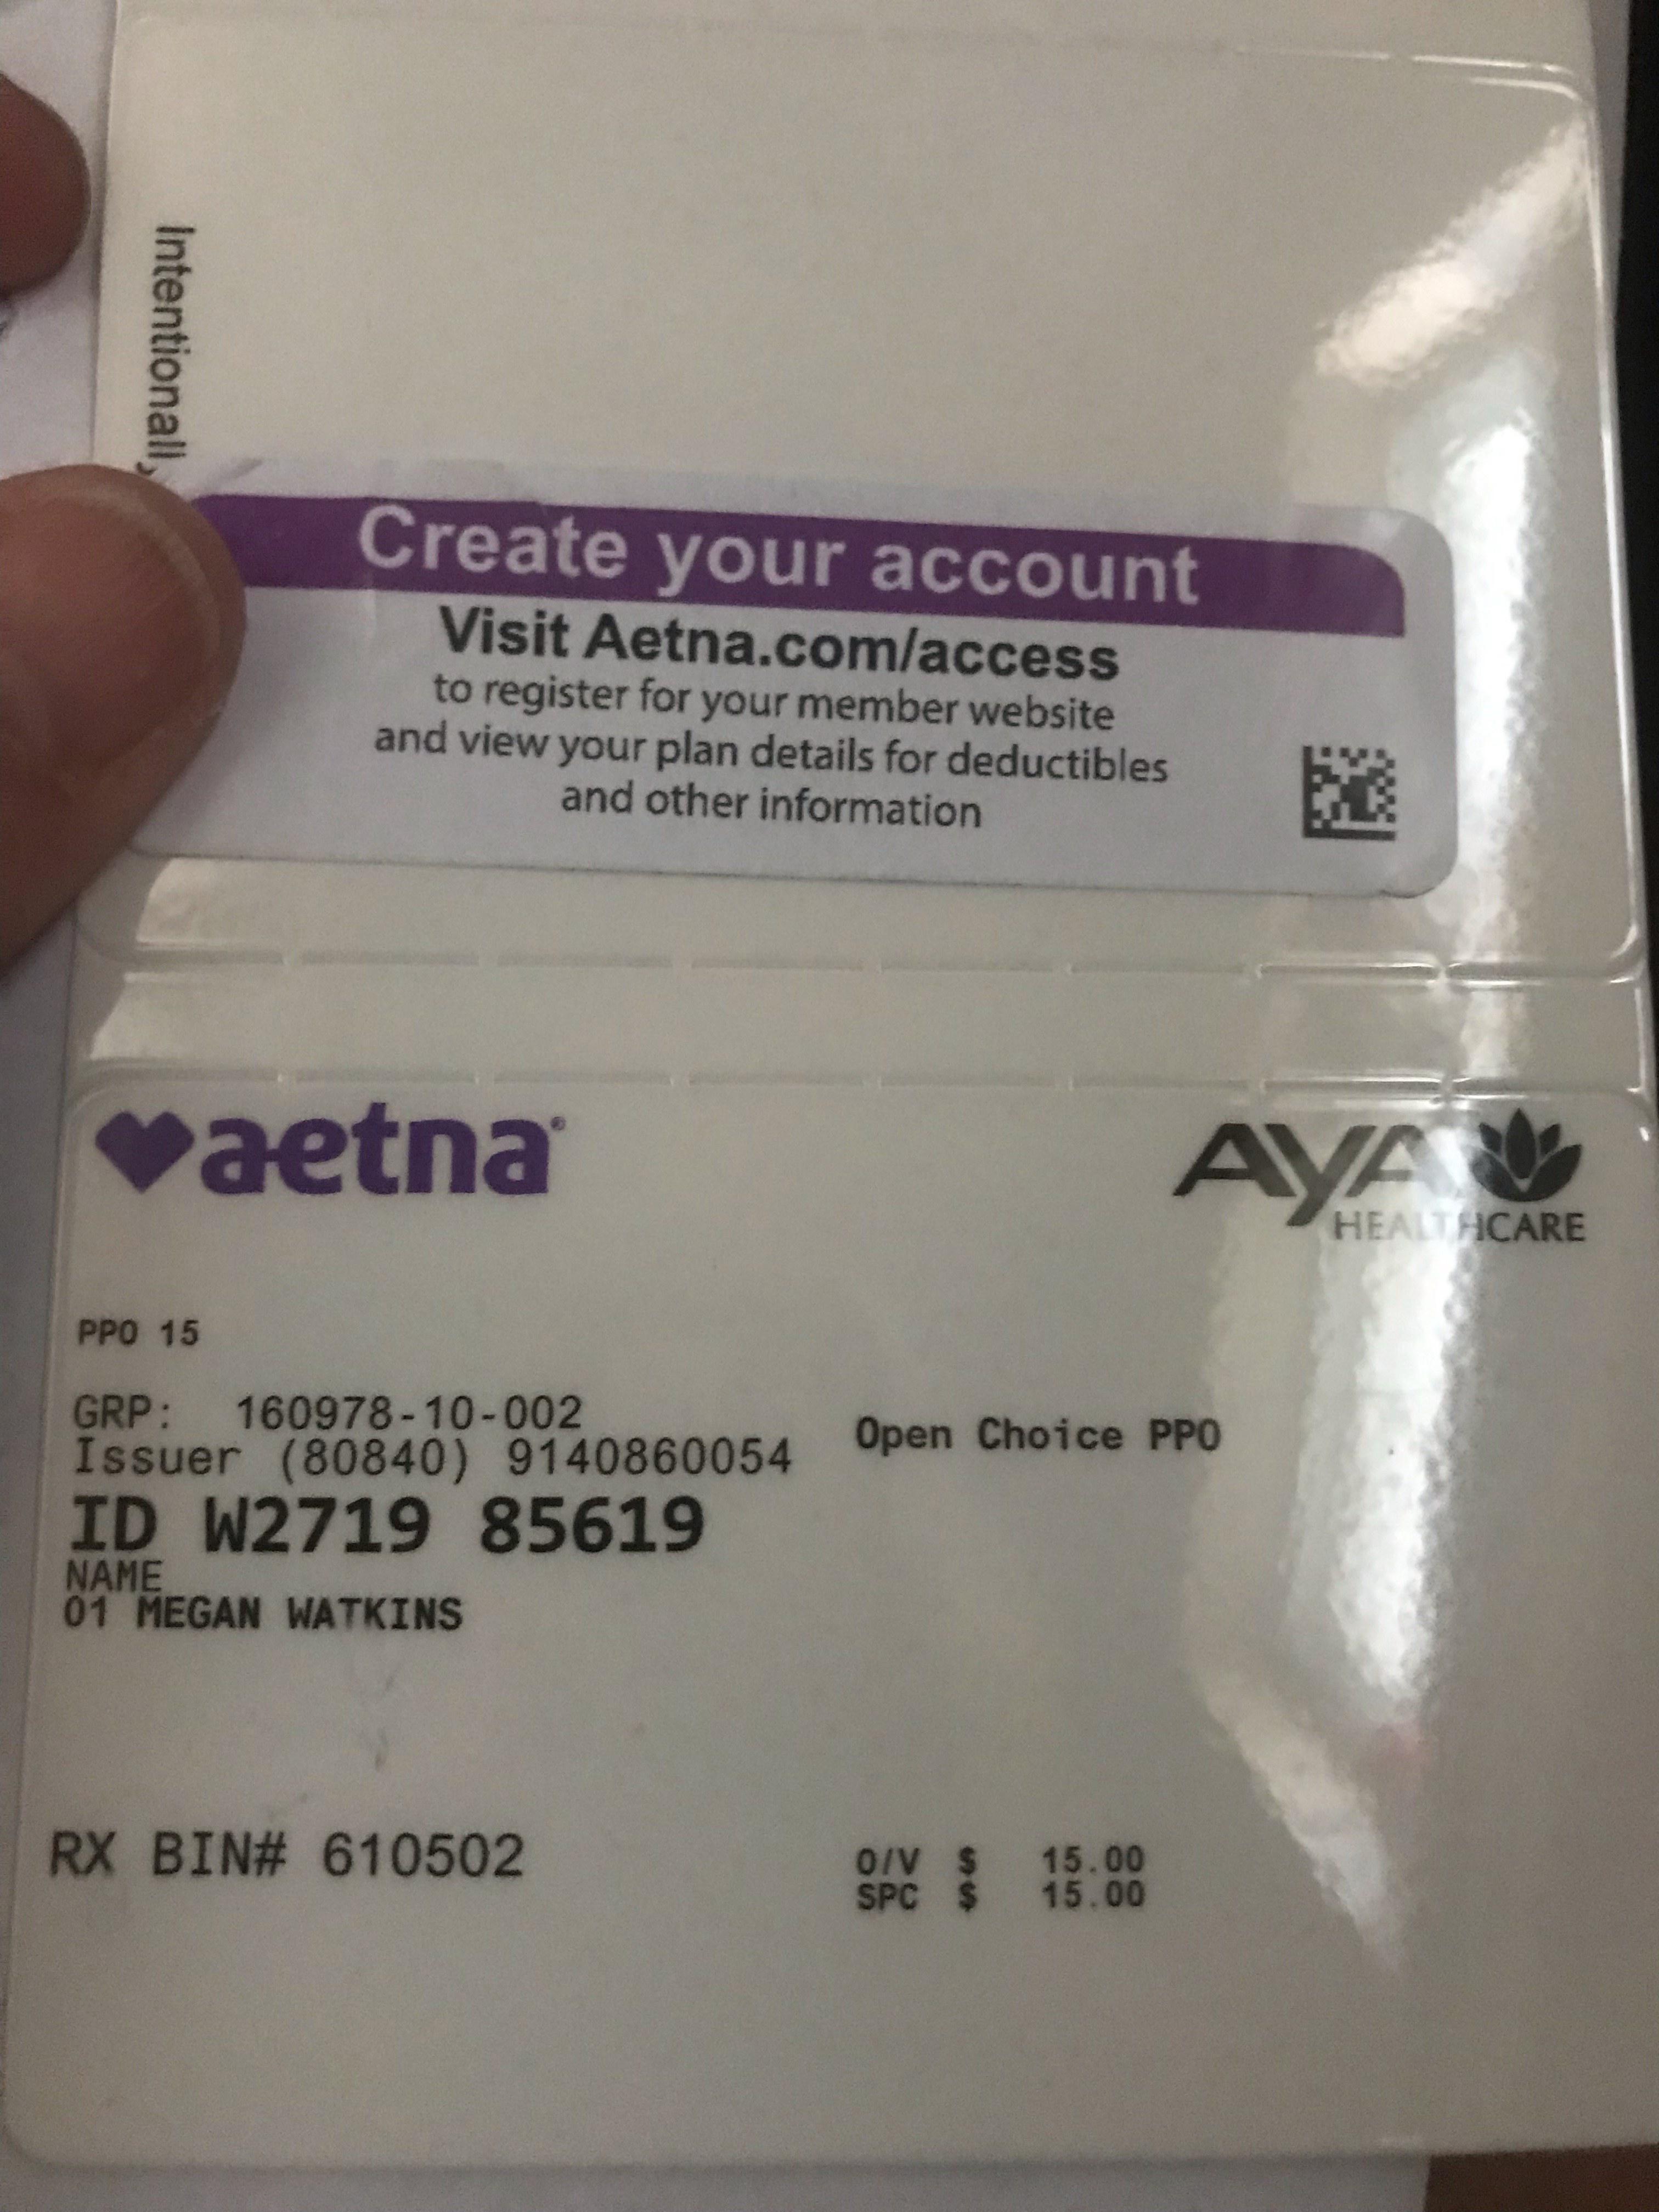 Intentionally
Create your account
Visit Aetna.com/access
to register for your member website
and view your plan details for deductibles
and other information
aetna®
AYA
HEALTHCARE
PPO 15
GRP: 160978-10-002
Issuer (80840) 9140860054
Open Choice PPO
ID W2719 85619
NAME
01 MEGAN WATKINS
RX BIN# 610502
O/V $ 15.00
SPC $ 15.00